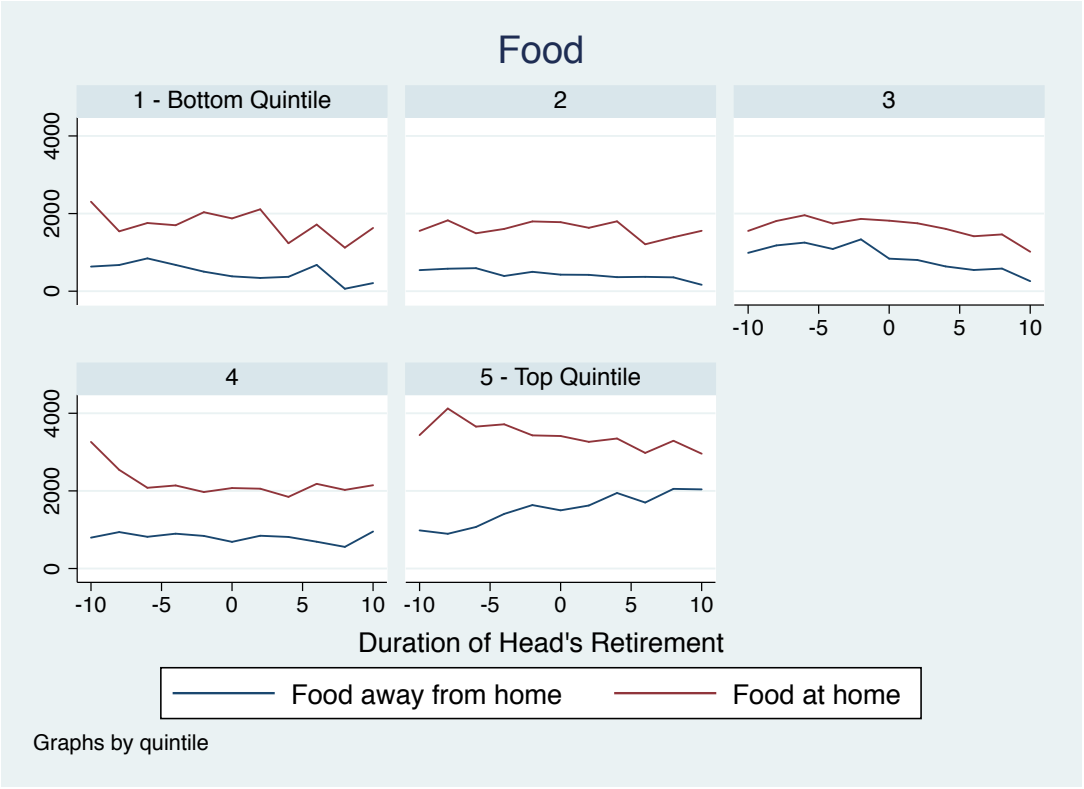 Food
1 - Bottom Quintile
2
3
4000
2000
0
-10 -5 0 5 10
4
5 - Top Quintile
4000
2000
0
-10 -5 0 5 10
-10 -5 0 5 10
Duration of Head's Retirement
Food away from home
Food at home
Graphs by quintile